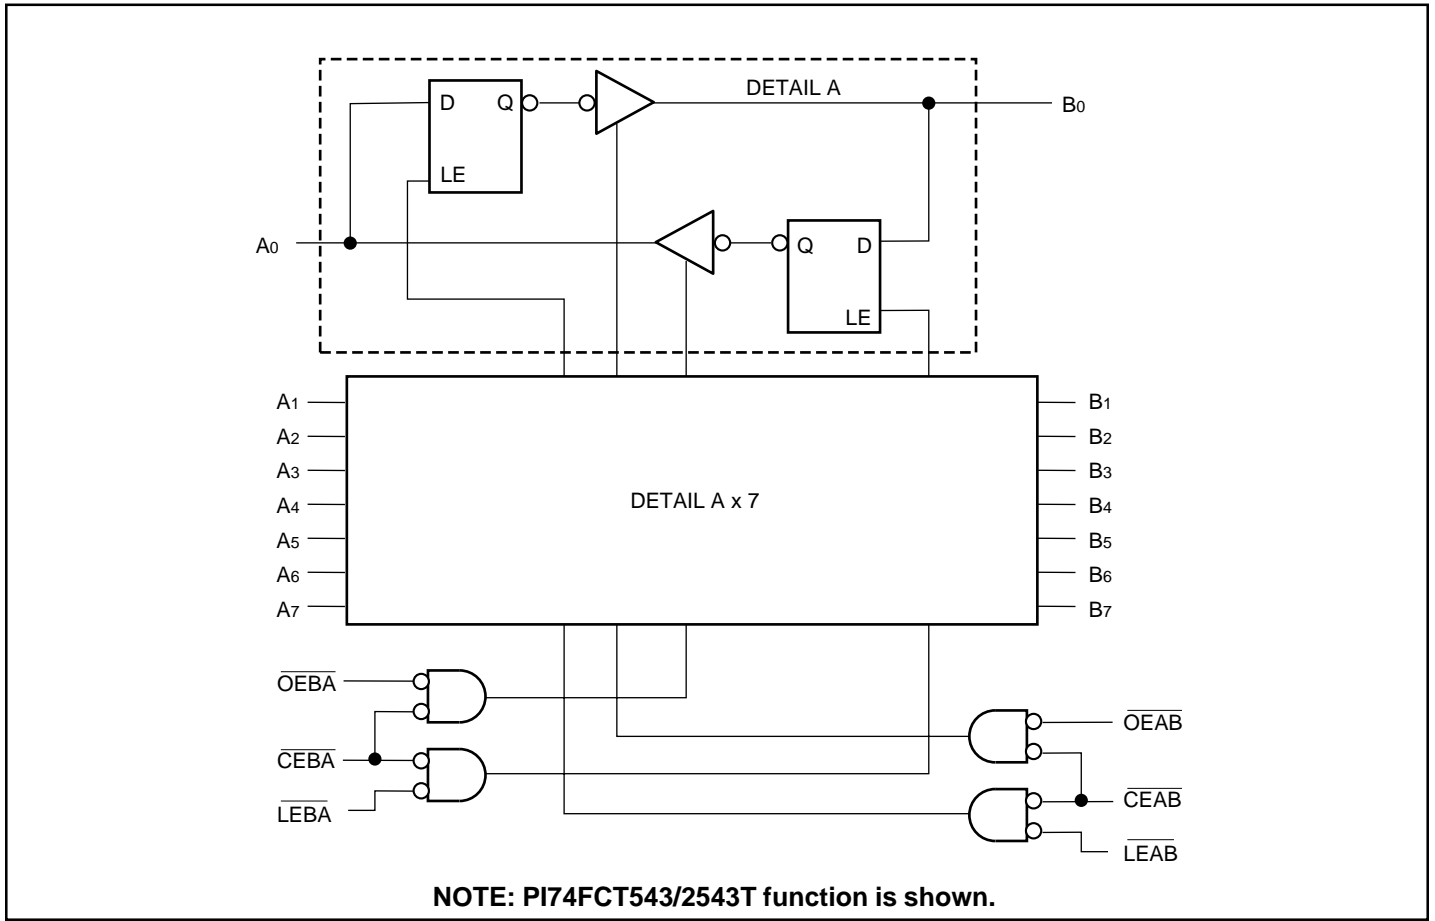 DETAIL A
D Q
LE
B0
A0
Q D
LE
A1
A2
A3
A4
A5
A6
A7
DETAIL A x 7
B1
B2
B3
B4
B5
B6
B7
OEBA
CEBA
LEBA
OEAB
CEAB
LEAB
NOTE: PI74FCT543/2543T function is shown.